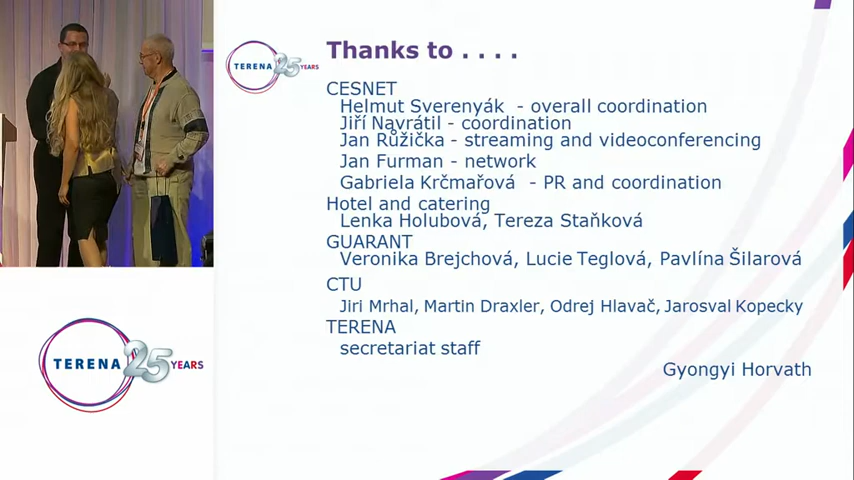 TERENA 25 YEARS
Thanks to . . . .
CESNET
Helmut Sverenyák - overall coordination
Jiří Navrátil - coordination
Jan Růžička - streaming and videoconferencing
Jan Furman - network
Gabriela Krčmařová - PR and coordination
Hotel and catering
Lenka Holubová, Tereza Staňková
GUARANT
Veronika Brejchová, Lucie Teglová, Pavlína Šilarová
CTU
Jiri Mrhal, Martin Draxler, Odrej Hlavač, Jarosval Kopecky
TERENA
secretariat staff
Gyongyi Horvath
TERENA 25 YEARS